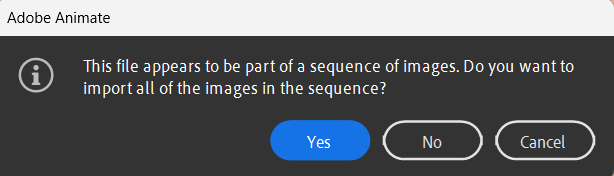 Adobe Animate
This file appears to be part of a sequence of images. Do you want to
import all of the images in the sequence?
Yes
No
Cancel